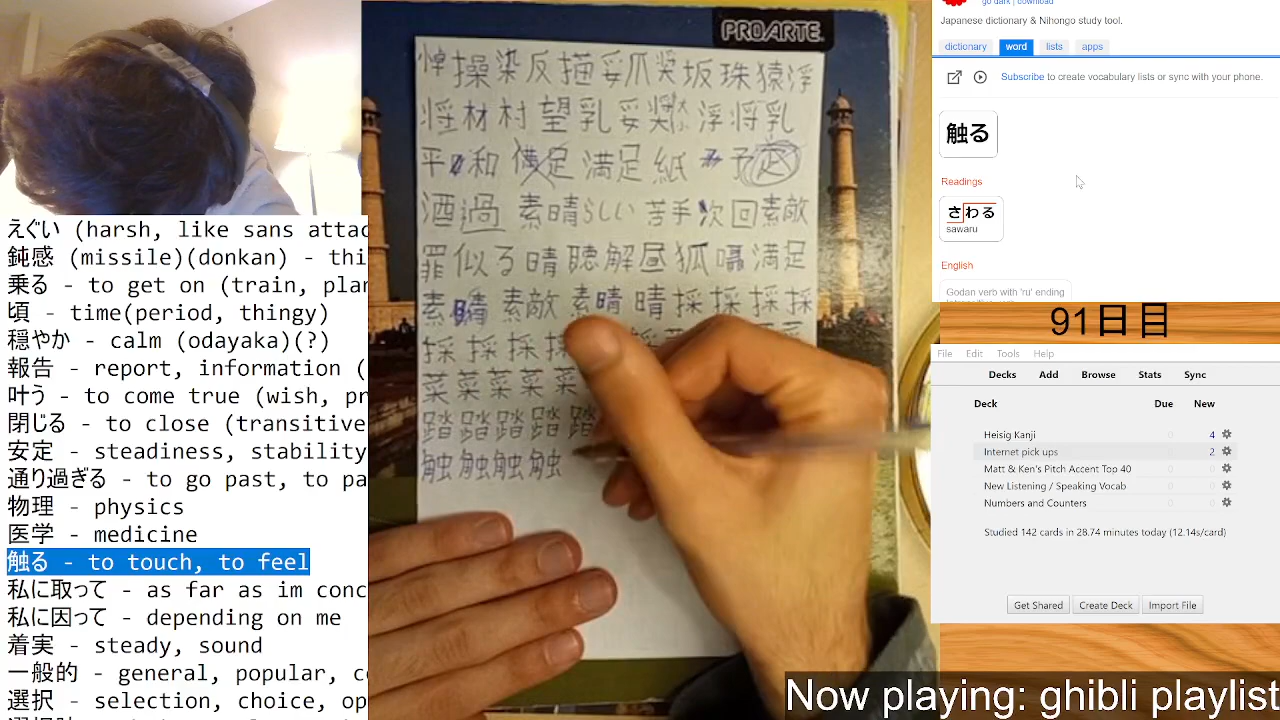 えぐい (harsh, like sans attac
鈍感 (missile)(donkan) - thi
乗る - to get on (train, plan
頃 - time(period, thingy)
穏やか - calm (odayaka)(?)
報告 - report, information (
叶う - to come true (wish, pr
閉じる - to close (transitive
安定 - steadiness, stability
通り過ぎる - to go past, to pa
物理 - physics
医学 - medicine
触る - to touch, to feel
私に取って - as far as im conc
私に因って - depending on me
着実 - steady, sound
一般的 - general, popular, c
選択 - selection, choice, op
PROARTE
悼操染反描妥爪奨坂珠猿浮
将材村望乳妥奨浮将乳
平和満足満足紙予定
酒過素晴らしい苦手次回素敵
罪似る晴聴解昼狐囁満足
素晴素敵素晴晴採採採採
採採採
菜菜菜菜菜
踏踏踏踏踏
触触触触
go dark | download
Japanese dictionary & Nihongo study tool.
dictionary word lists apps
Subscribe to create vocabulary lists or sync with your phone.
触る
Readings
さわる
sawaru
English
Godan verb with 'ru' ending
91日目
File Edit Tools Help
Decks Add Browse Stats Sync
Deck Due New
Heisig Kanji 0 4
Internet pick ups 0 2
Matt & Ken's Pitch Accent Top 40 0 0
New Listening / Speaking Vocab 0 0
Numbers and Counters 0 0
Studied 142 cards in 28.74 minutes today (12.14s/card)
Get Shared Create Deck Import File
Now playing: ghibli playlist